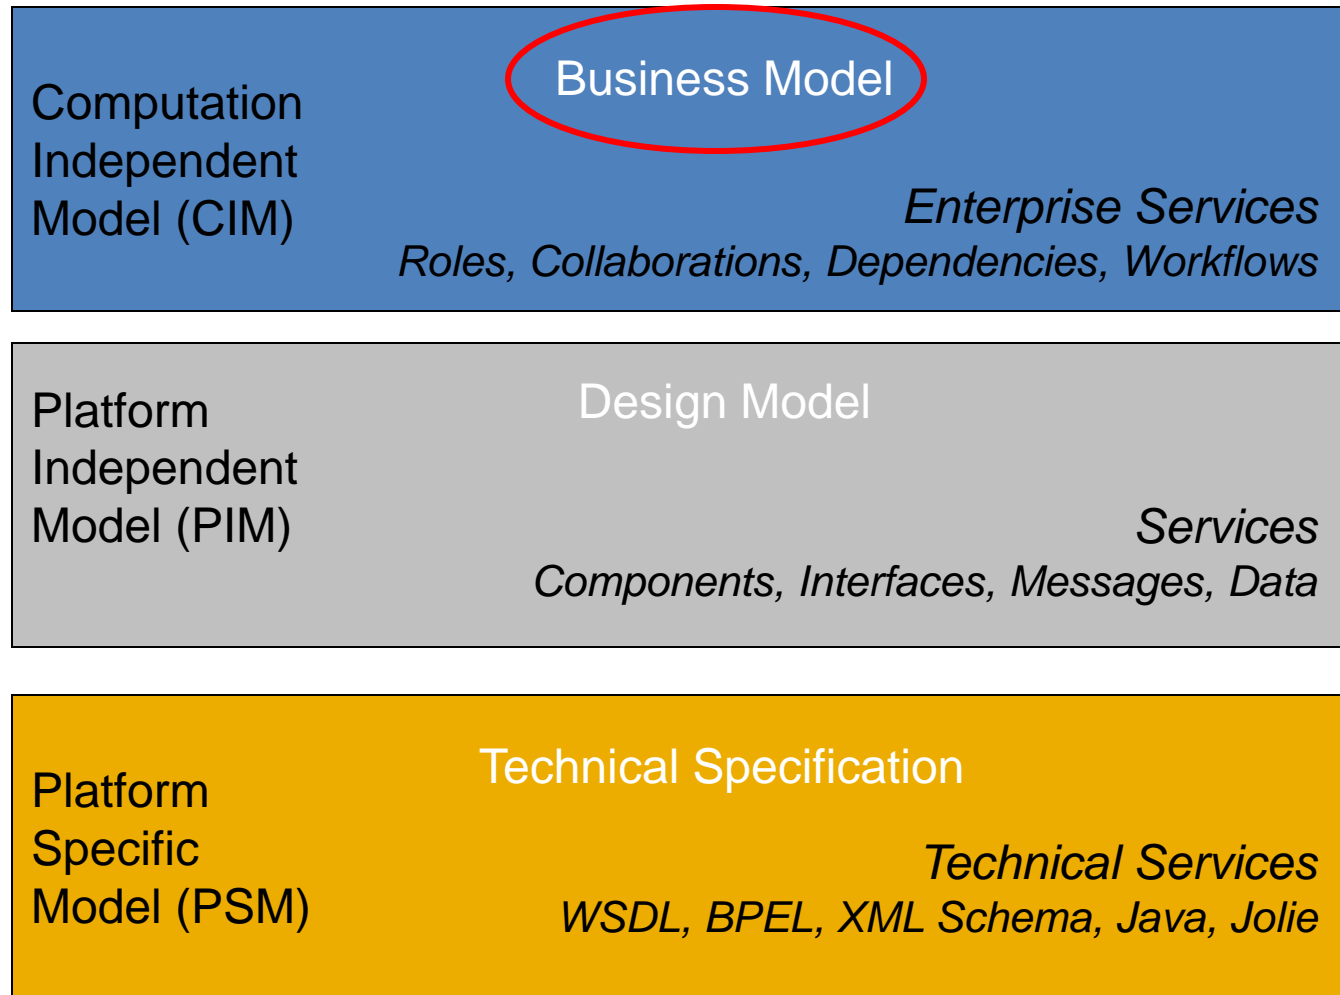 Business Model
Computation
Independent
Model (CIM)
Enterprise Services
Roles, Collaborations, Dependencies, Workflows
Design Model
Platform
Independent
Model (PIM)
Services
Components, Interfaces, Messages, Data
Technical Specification
Platform
Specific
Model (PSM)
Technical Services
WSDL, BPEL, XML Schema, Java, Jolie